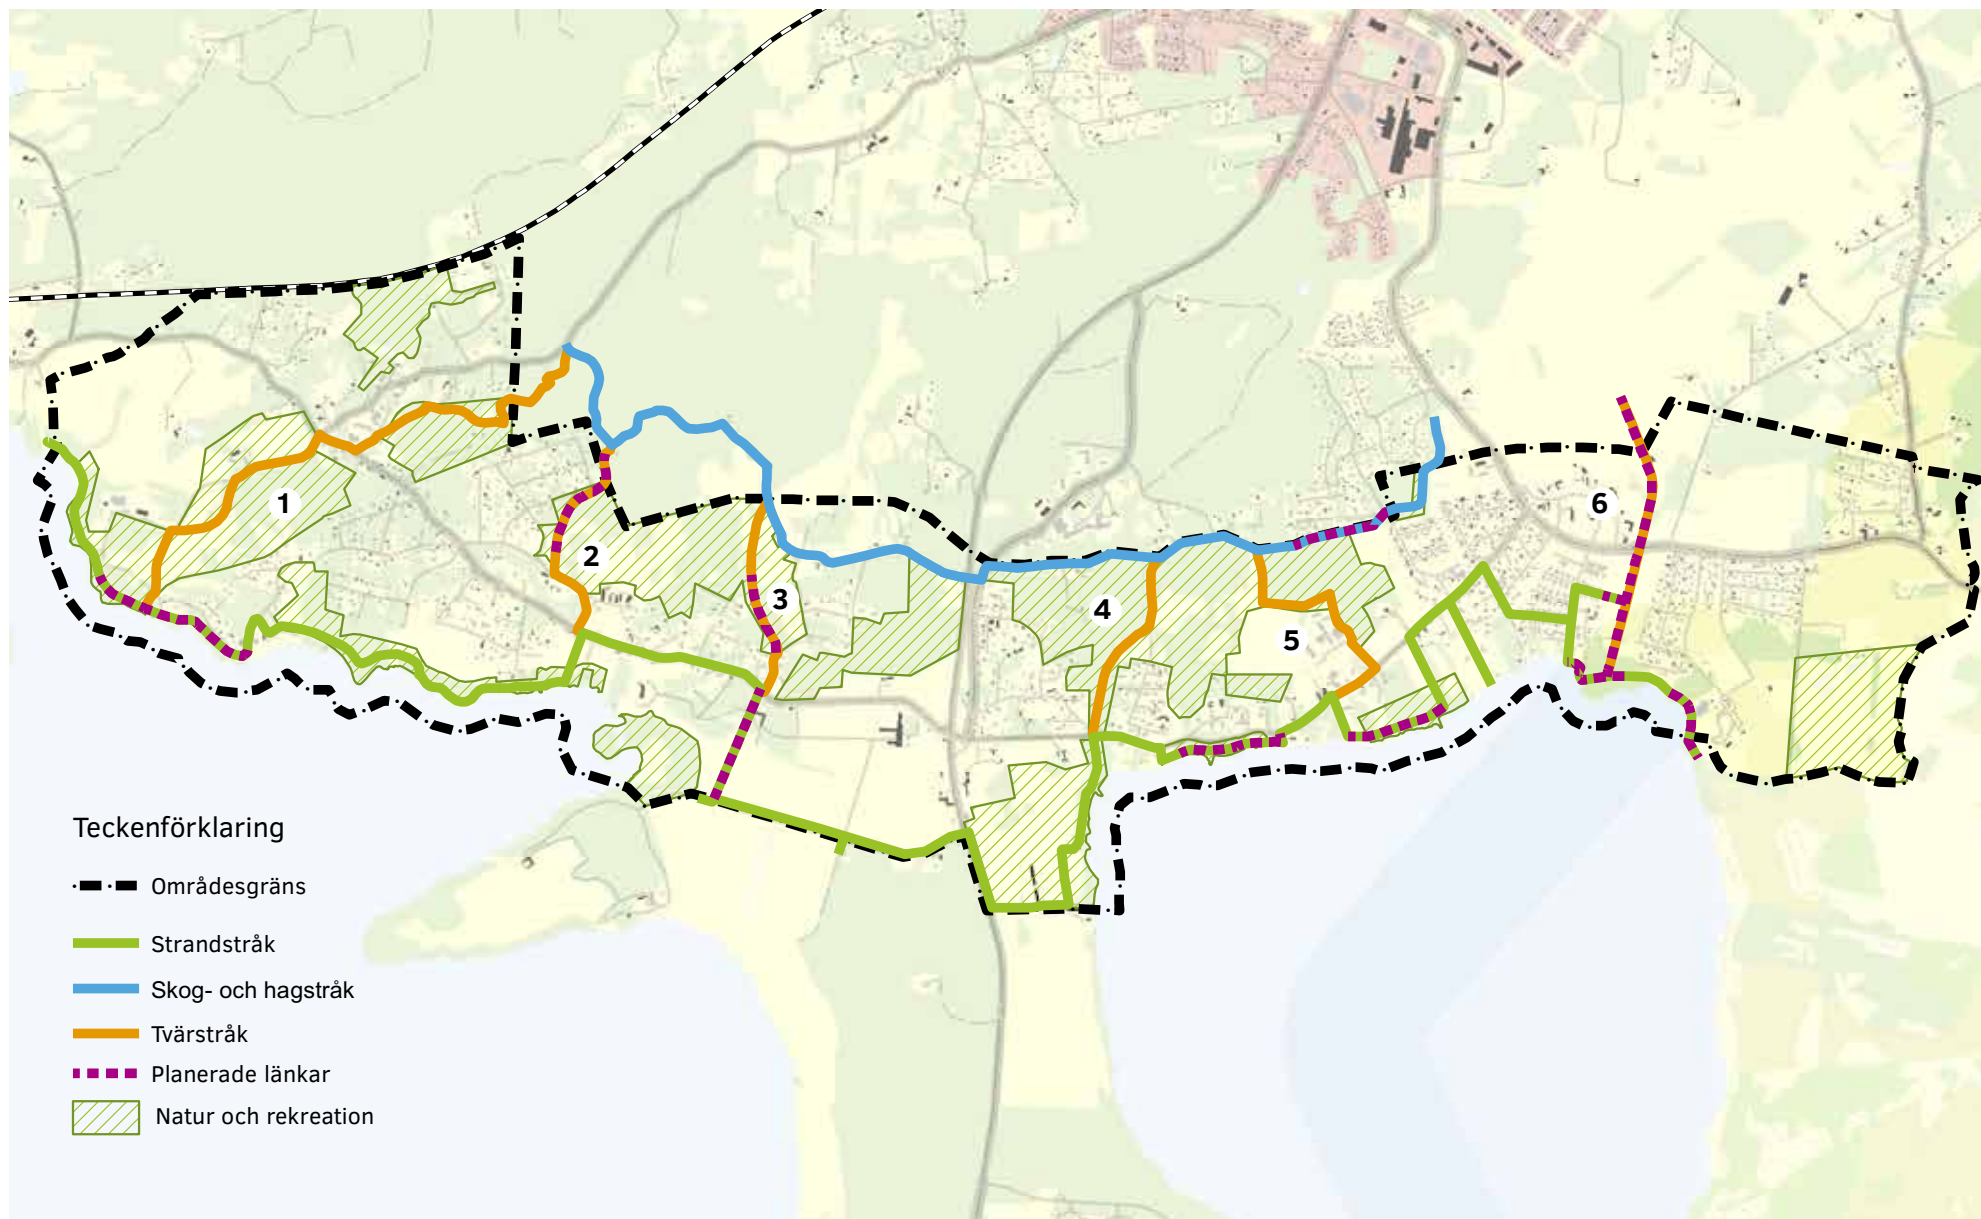 1
2
3
4
5
6
Teckenförklaring
Områdesgräns
Strandstråk
Skog- och hagstråk
Tvärstråk
Planerade länkar
Natur och rekreation